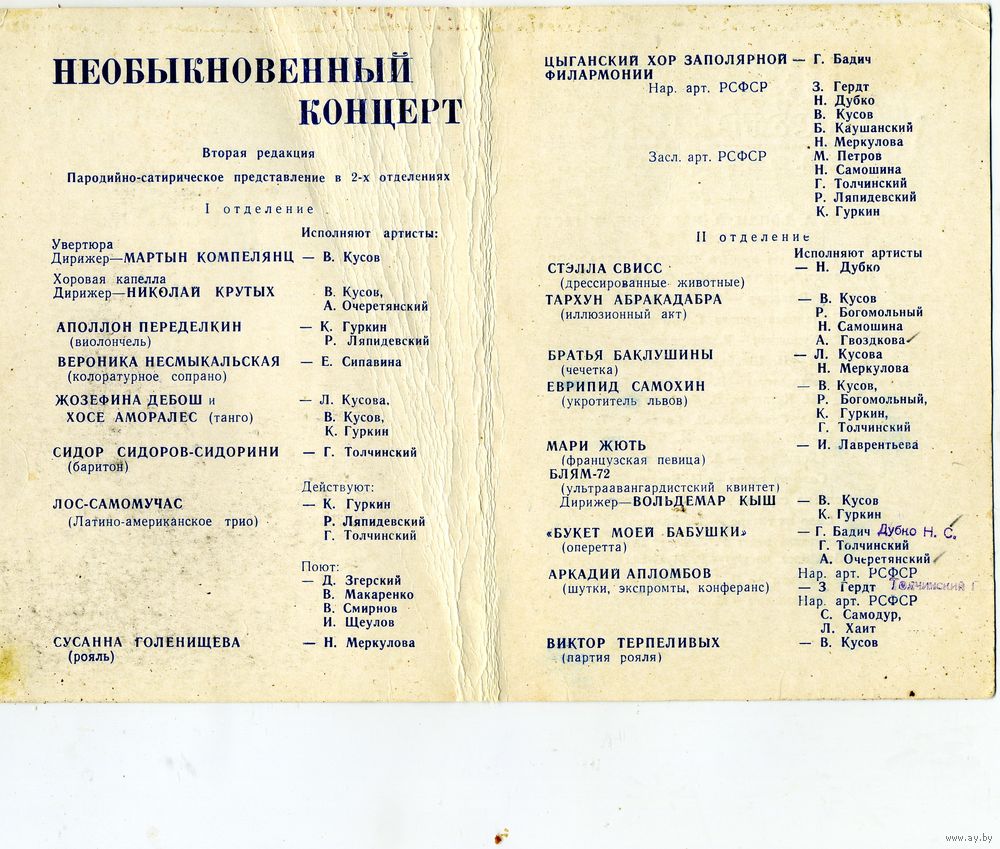 НЕОБЫКНОВЕННЫЙ
КОНЦЕРТ
Вторая редакция
Пародийно-сатирическое представление в 2-х отделениях
I отделение
Исполняют артисты:
Увертюра
Дирижер—МАРТЫН КОМПЕЛЯНЦ — В. Кусов
Хоровая капелла
Дирижер—НИКОЛАЙ КРУТЫХ В. Кусов,
А. Очеретянский
АПОЛЛОН ПЕРЕДЕЛКИН — К. Гуркин
(виолончель) Р. Ляпидевский
ВЕРОНИКА НЕСМЫКАЛЬСКАЯ — Е. Сипавина
(колоратурное сопрано)
ЖОЗЕФИНА ДЕБОШ и — Л. Кусова,
ХОСЕ АМОРАЛЕС (танго) В. Кусов,
К. Гуркин
СИДОР СИДОРОВ-СИДОРИНИ — Г. Толчинский
(баритон)
Действуют:
ЛОС-САМОМУЧАС — К. Гуркин
(Латино-американское трио) Р. Ляпидевский
Г. Толчинский
Поют:
— Д. Згерский
В. Макаренко
В. Смирнов
И. Щеулов
СУСАННА ГОЛЕНИЩЕВА — Н. Меркулова
(рояль)
ЦЫГАНСКИЙ ХОР ЗАПОЛЯРНОЙ — Г. Бадич
ФИЛАРМОНИИ
Нар. арт. РСФСР З. Гердт
Н. Дубко
В. Кусов
Б. Каушанский
Н. Меркулова
Засл. арт. РСФСР М. Петров
Н. Самошина
Г. Толчинский
Р. Ляпидевский
К. Гуркин
II отделение
Исполняют артисты
СТЭЛЛА СВИСС — Н. Дубко
(дрессированные животные)
ТАРХУН АБРАКАДАБРА — В. Кусов
(иллюзионный акт) Р. Богомольный
Н. Самошина
А. Гвоздкова
БРАТЬЯ БАКЛУШИНЫ — Л. Кусова
(чечетка) Н. Меркулова
ЕВРИПИД САМОХИН — В. Кусов,
(укротитель львов) Р. Богомольный,
К. Гуркин,
Г. Толчинский
МАРИ ЖЮТЬ — И. Лаврентьева
(французская певица)
БЛЯМ-72
(ультраавангардистский квинтет)
Дирижер—ВОЛЬДЕМАР КЫШ — В. Кусов
К. Гуркин
«БУКЕТ МОЕЙ БАБУШКИ» — Г. Бадич Дубко Н. С.
(оперетта) Г. Толчинский
А. Очеретянский
АРКАДИЙ АПЛОМБОВ Нар. арт. РСФСР
(шутки, экспромты, конферанс) — З Гердт Толчинский Г
Нар. арт. РСФСР
С. Самодур,
Л. Хаит
ВИКТОР ТЕРПЕЛИВЫХ — В. Кусов
(партия рояля)
www.ay.by